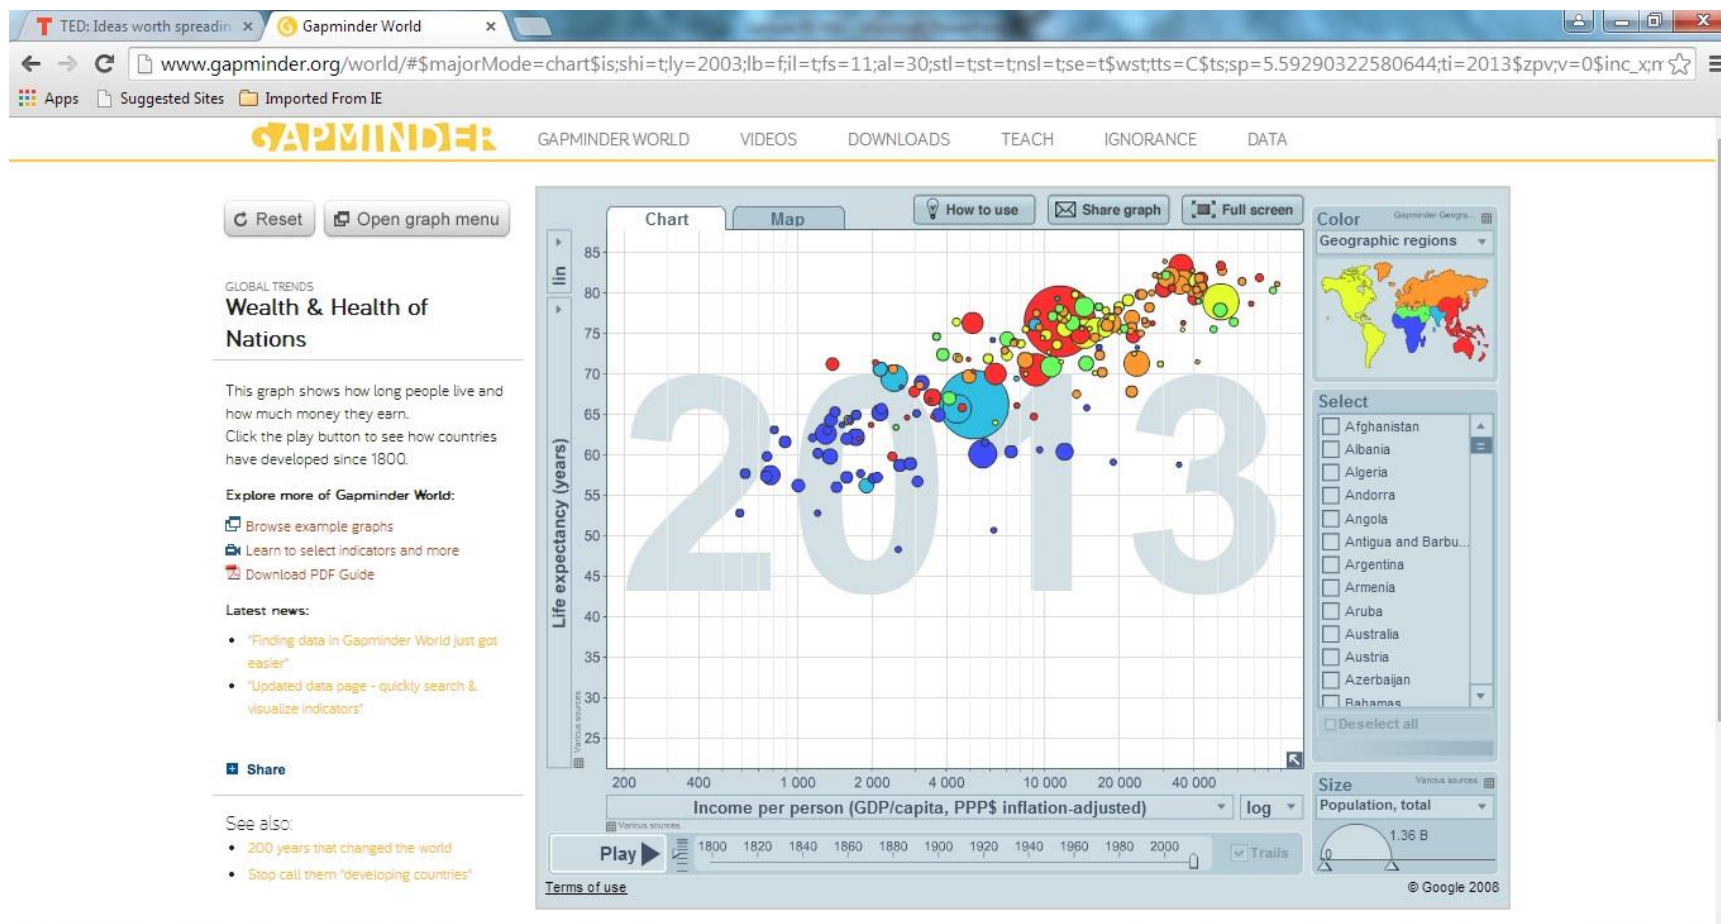 TED: Ideas worth spreadin
Gapminder World
www.gapminder.org/world/#$majorMode=chart$is;shi=t;ly=2003;lb=f;il=t;fs=11;al=30;stl=t;st=t;nsl=t;se=t$wst;tts=C$ts;sp=5.59290322580644;ti=2013$zpv;v=0$inc_x;m
Apps Suggested Sites Imported From IE
GAPMINDER
GAPMINDER WORLD VIDEOS DOWNLOADS TEACH IGNORANCE DATA
Reset Open graph menu
GLOBAL TRENDS
Wealth & Health of
Nations
This graph shows how long people live and
how much money they earn.
Click the play button to see how countries
have developed since 1800.
Explore more of Gapminder World:
Browse example graphs
Learn to select indicators and more
Download PDF Guide
Latest news:
"Finding data in Gapminder World just got
easier"
"Updated data page - quickly search &
visualize indicators"
Share
See also:
200 years that changed the world
Stop call them "developing countries"
Chart Map
How to use Share graph Full screen
lin
Life expectancy (years)
Various sources
85
80
75
70
65
60
55
50
45
40
35
30
25
2013
200 400 1 000 2 000 4 000 10 000 20 000 40 000
Income per person (GDP/capita, PPP$ inflation-adjusted) log
Various sources
Play
1800 1820 1840 1860 1880 1900 1920 1940 1960 1980 2000
Trails
Terms of use
Color Gapminder Geogra...
Geographic regions
Select
Afghanistan
Albania
Algeria
Andorra
Angola
Antigua and Barbu...
Argentina
Armenia
Aruba
Australia
Austria
Azerbaijan
Bahamas
Deselect all
Size Various sources
Population, total
1.36 B
0
© Google 2008